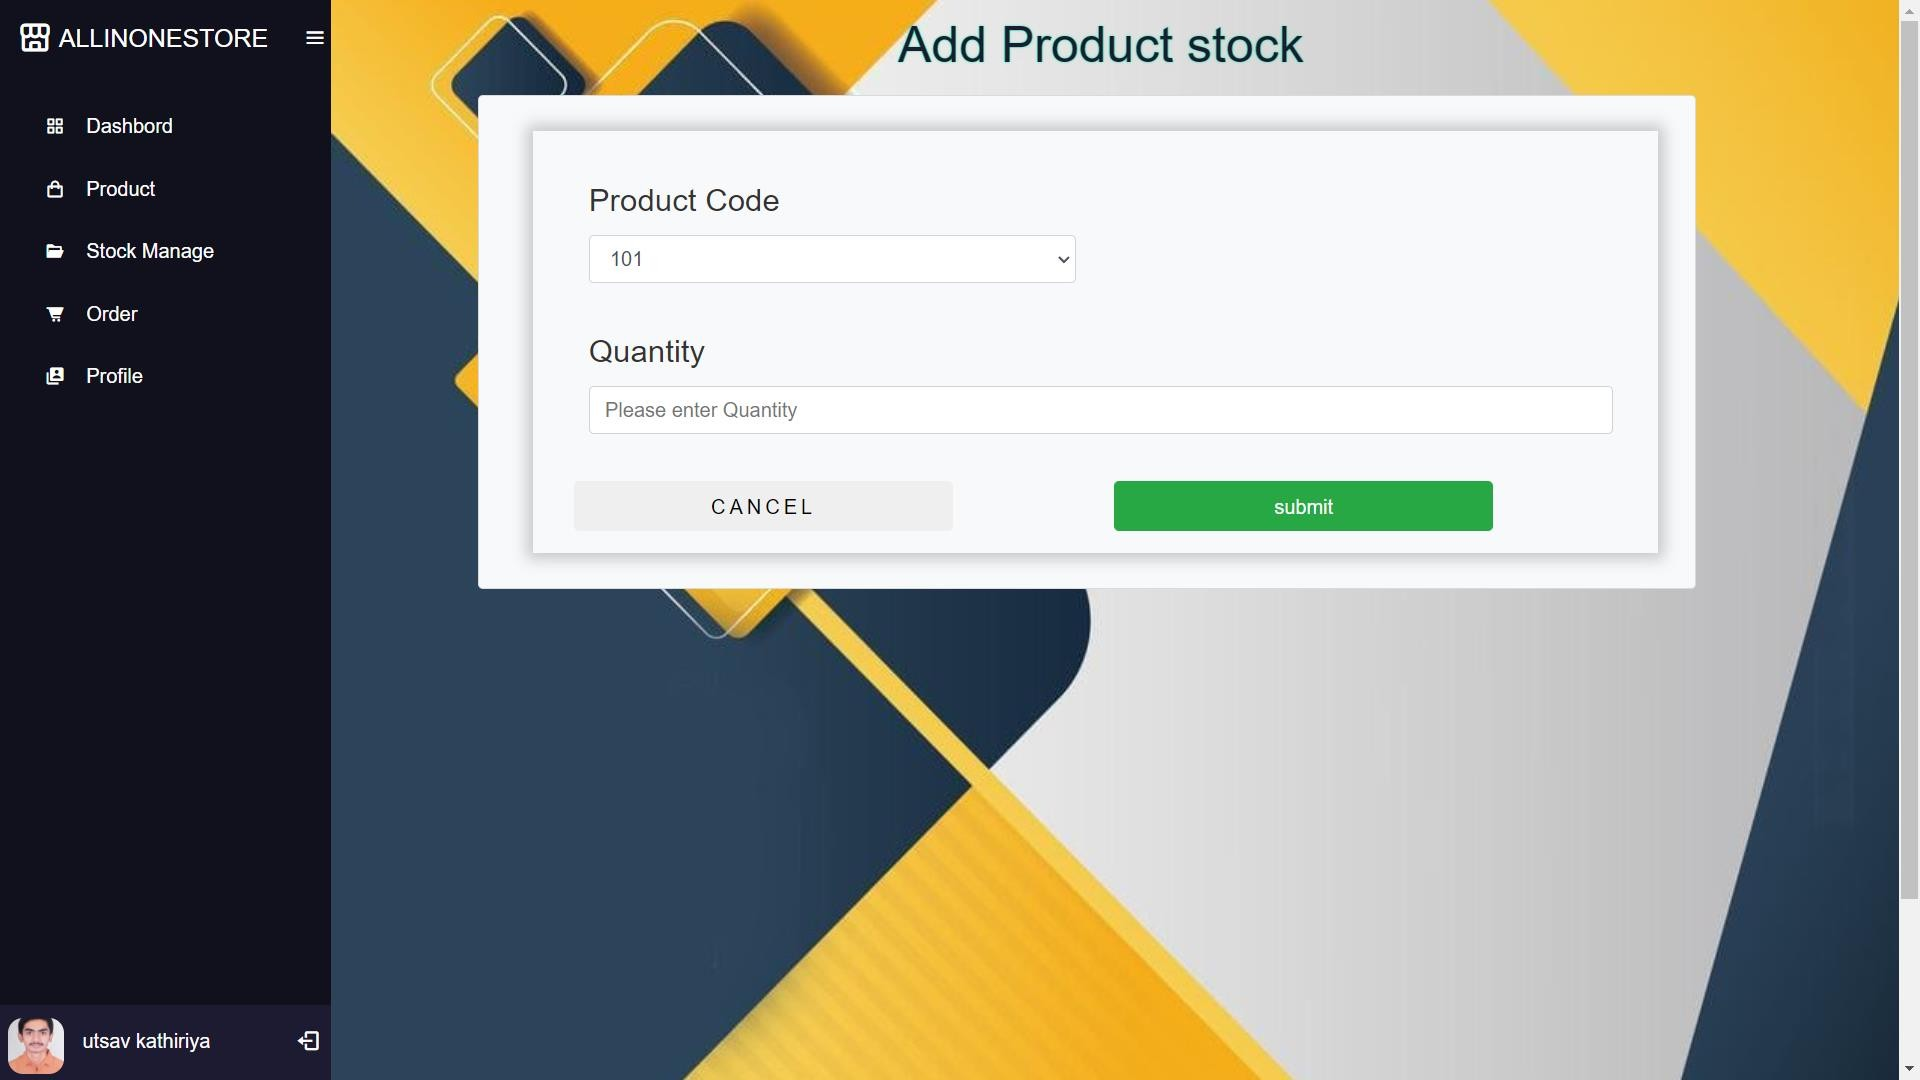 ALLINONESTORE
Dashbord
Product
Stock Manage
Order
Profile
utsav kathiriya
Add Product stock
Product Code
101
Quantity
Please enter Quantity
CANCEL
submit